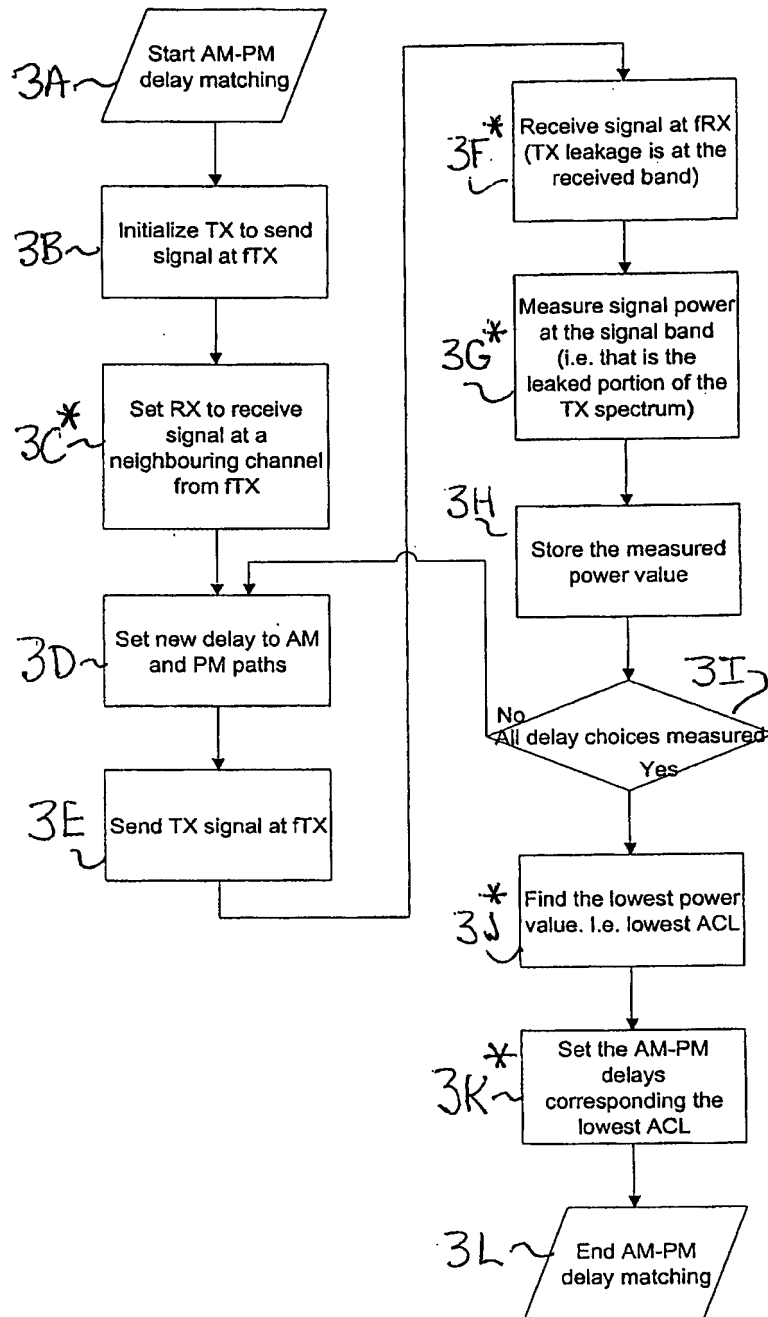 3A
Start AM-PM
delay matching
3B
Initialize TX to send
signal at fTX
3C*
Set RX to receive
signal at a
neighbouring channel
from fTX
3D
Set new delay to AM
and PM paths
3E
Send TX signal at fTX
3F*
Receive signal at fRX
(TX leakage is at the
received band)
3G*
Measure signal power
at the signal band
(i.e. that is the
leaked portion of the
TX spectrum)
3H
Store the measured
power value
3I
No
All delay choices measured
Yes
3J*
Find the lowest power
value. I.e. lowest ACL
3K*
Set the AM-PM
delays
corresponding the
lowest ACL
3L
End AM-PM
delay matching